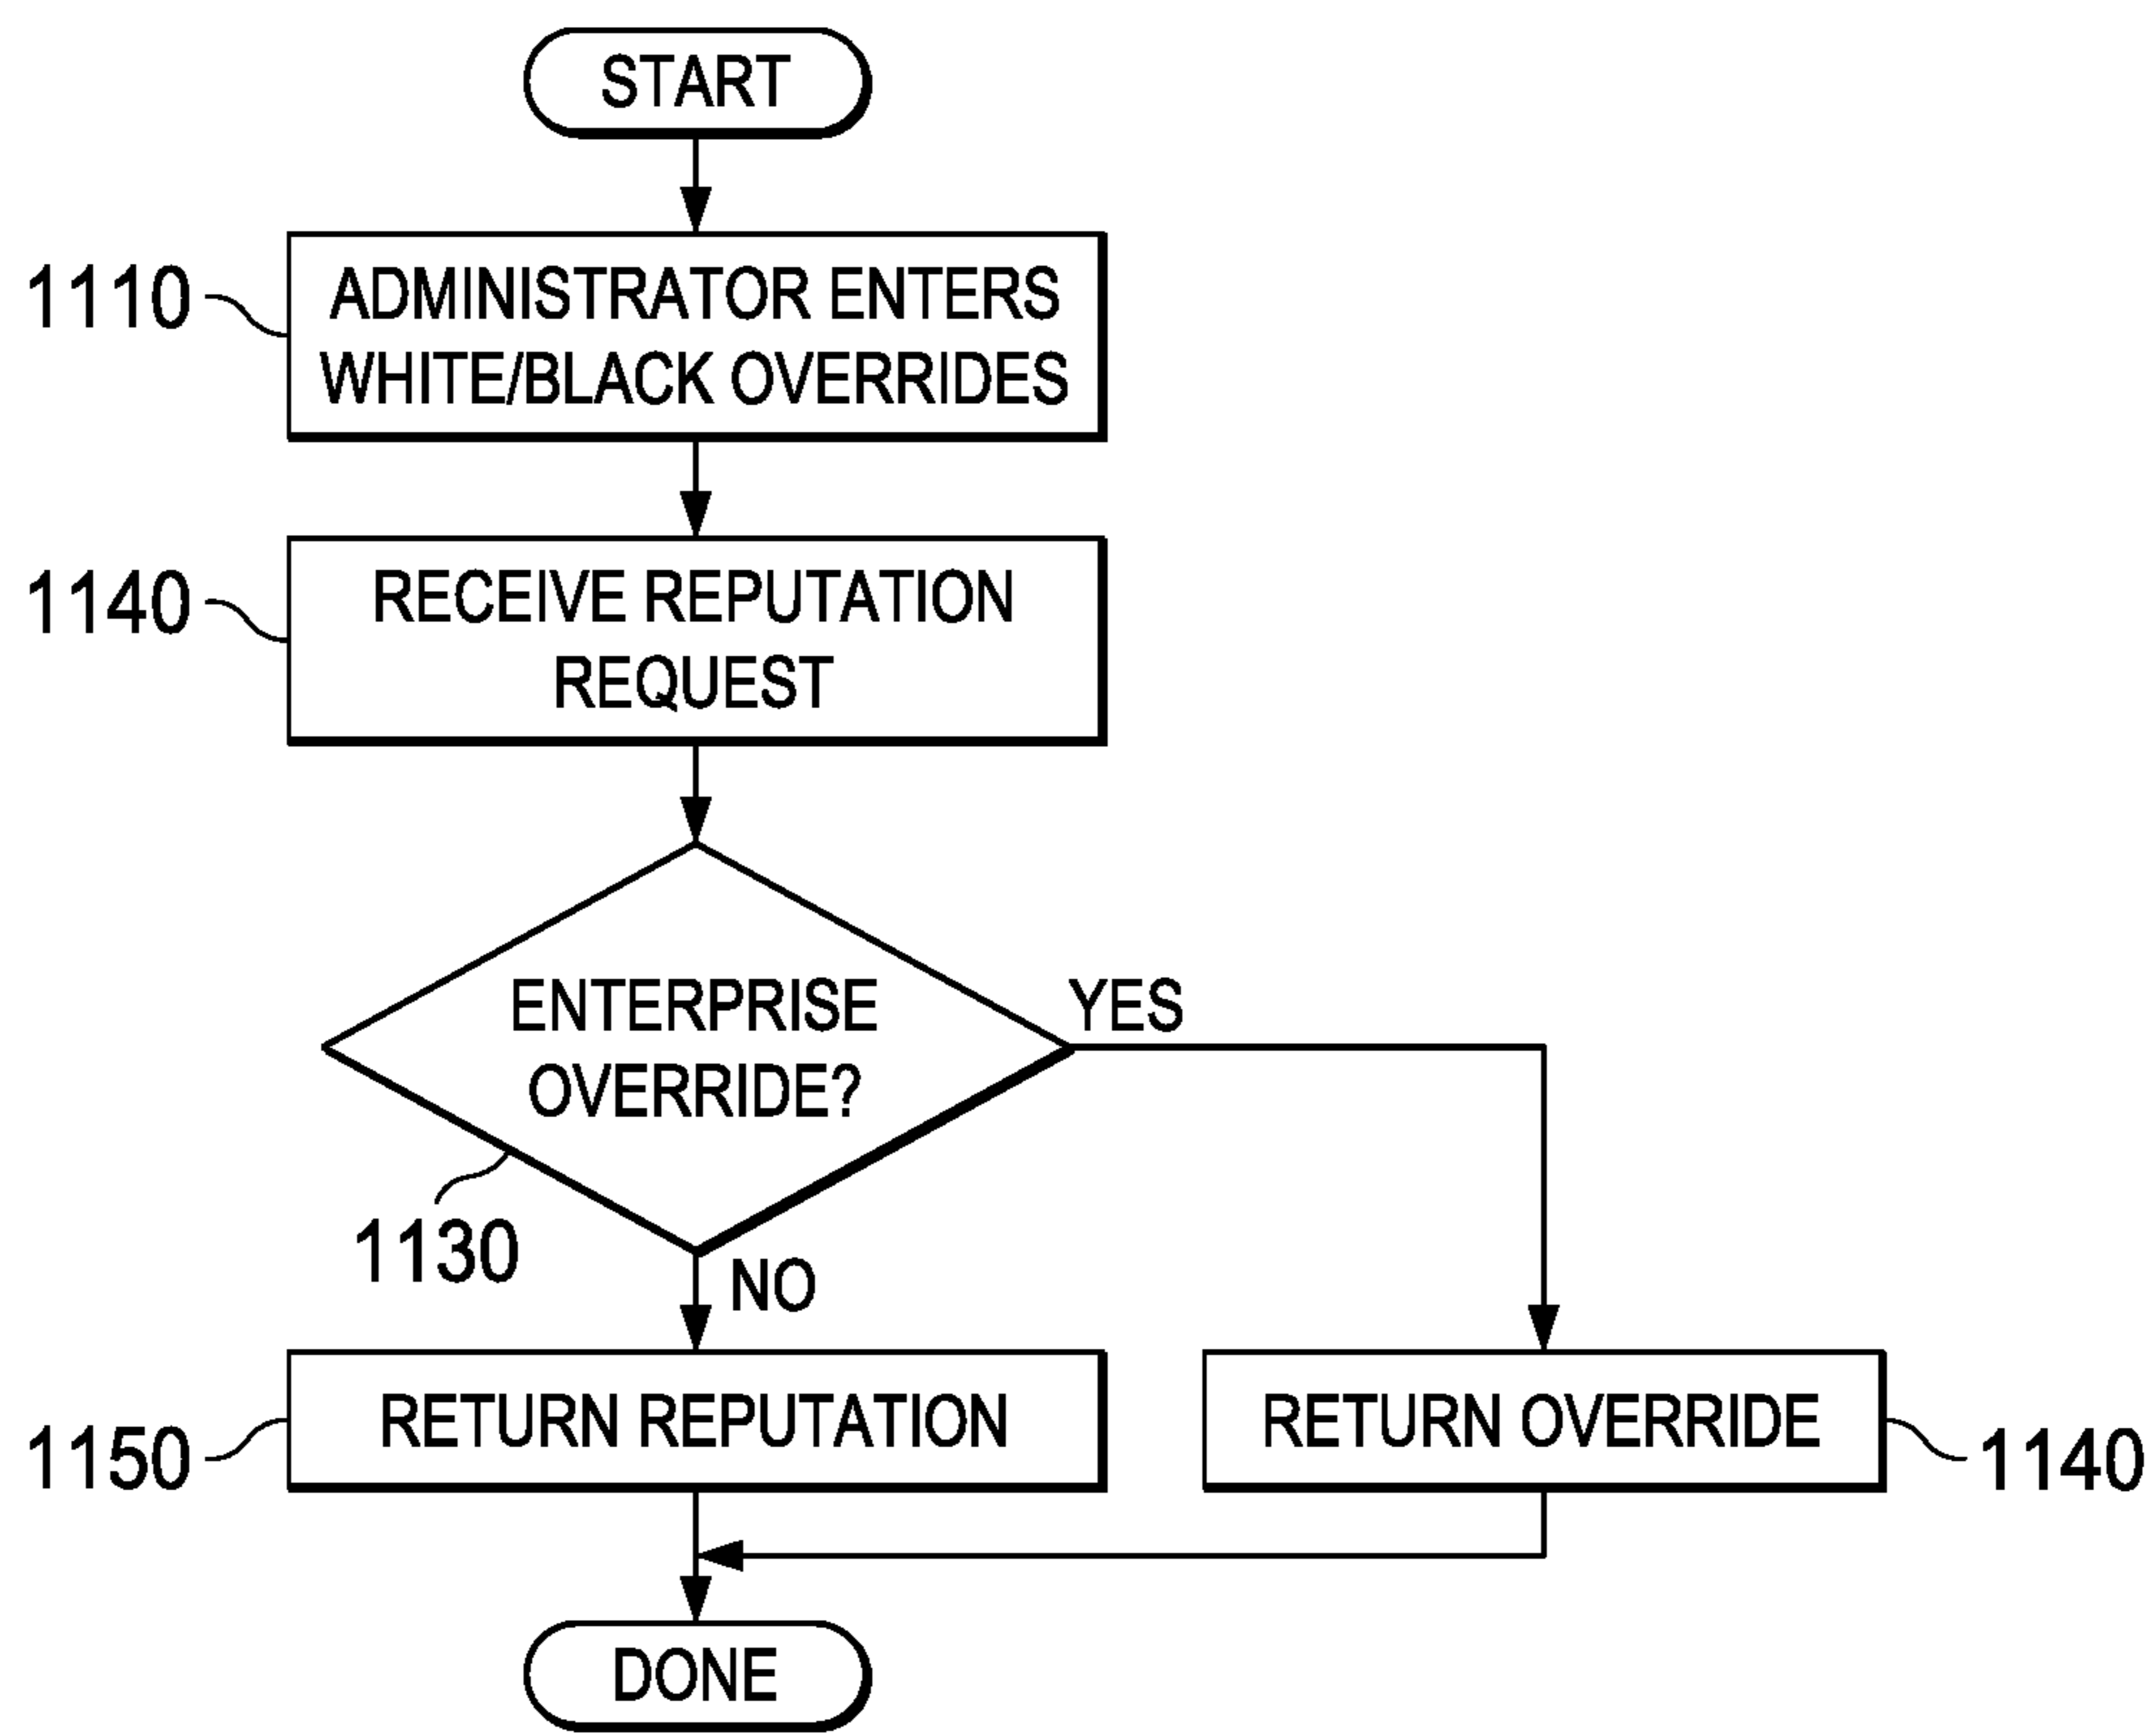 START
1110
ADMINISTRATOR ENTERS
WHITE/BLACK OVERRIDES
1140
RECEIVE REPUTATION
REQUEST
ENTERPRISE
OVERRIDE?
YES
1130
NO
1150
RETURN REPUTATION
RETURN OVERRIDE
1140
DONE